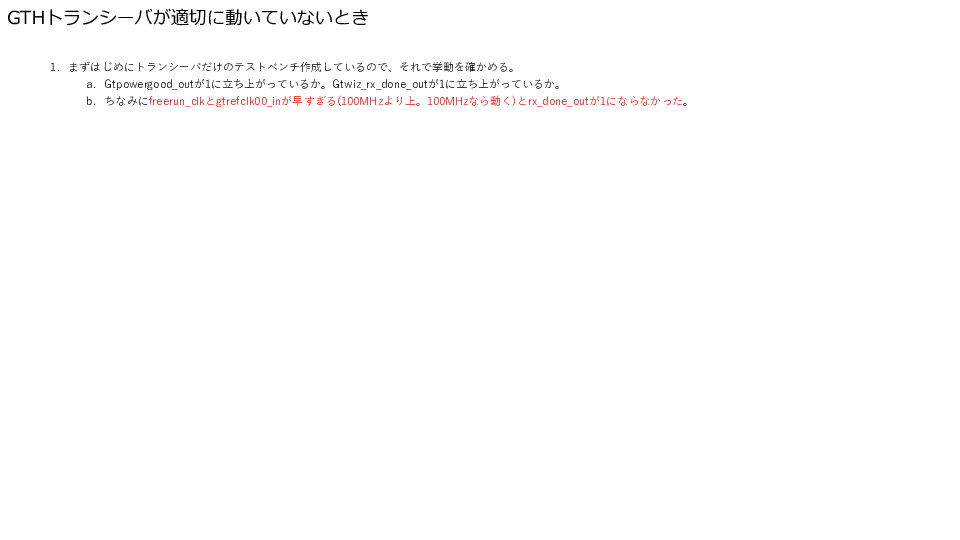 GTHトランシーバが適切に動いていないとき
1. まずはじめにトランシーバだけのテストベンチ作成しているので、それで挙動を確かめる。
a. Gtpowergood_outが1に立ち上がっているか。Gtwiz_rx_done_outが1に立ち上がっているか。
b. ちなみにfreerun_clkとgtrefclk00_inが早すぎる(100MHzより上。100MHzなら動く)とrx_done_outが1にならなかった。